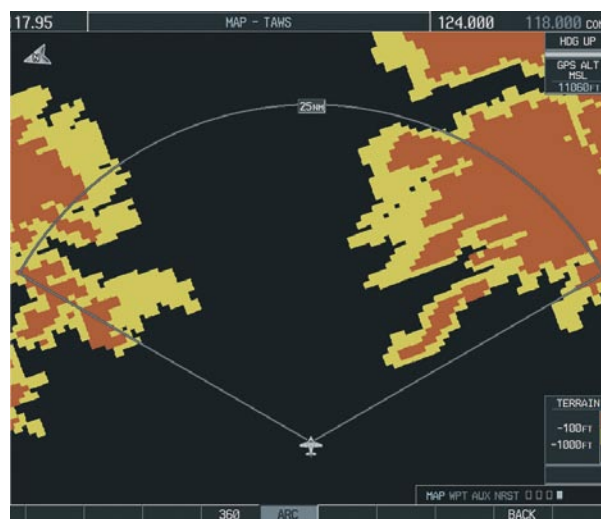 17.95 MAP - TAWS 124.000 118.000 COM
HDG UP
GPS ALT
MSL
11060FT
25NM
TERRAIN
-100FT
-1000FT
MAP WPT AUX NRST
360 ARC BACK